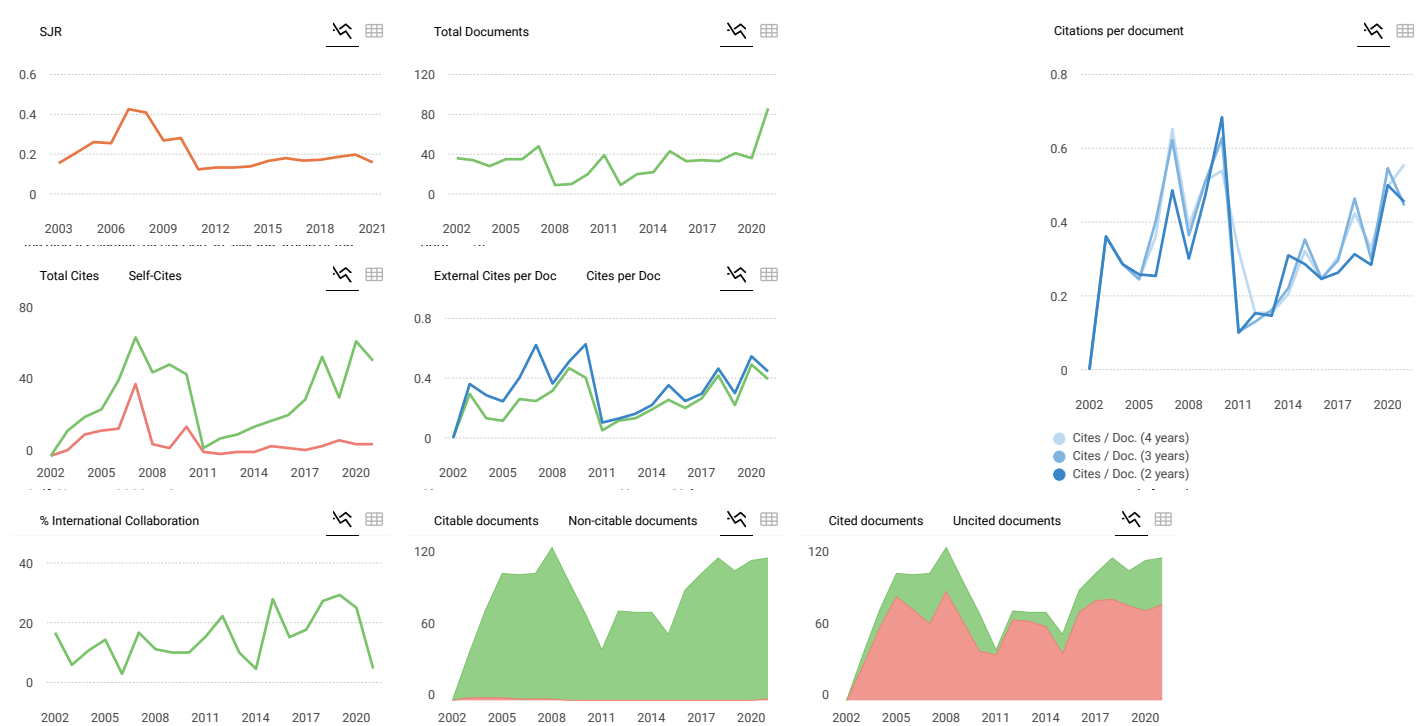 SJR
0.6
0.4
0.2
0
2003 2006 2009 2012 2015 2018 2021
Total Documents
120
80
40
0
2002 2005 2008 2011 2014 2017 2020
Citations per document
0.8
0.6
0.4
0.2
0
2002 2005 2008 2011 2014 2017 2020
Cites / Doc. (4 years)
Cites / Doc. (3 years)
Cites / Doc. (2 years)
Total Cites Self-Cites
80
40
0
2002 2005 2008 2011 2014 2017 2020
External Cites per Doc Cites per Doc
0.8
0.4
0
2002 2005 2008 2011 2014 2017 2020
% International Collaboration
40
20
0
2002 2005 2008 2011 2014 2017 2020
Citable documents Non-citable documents
120
60
0
2002 2005 2008 2011 2014 2017 2020
Cited documents Uncited documents
120
60
0
2002 2005 2008 2011 2014 2017 2020